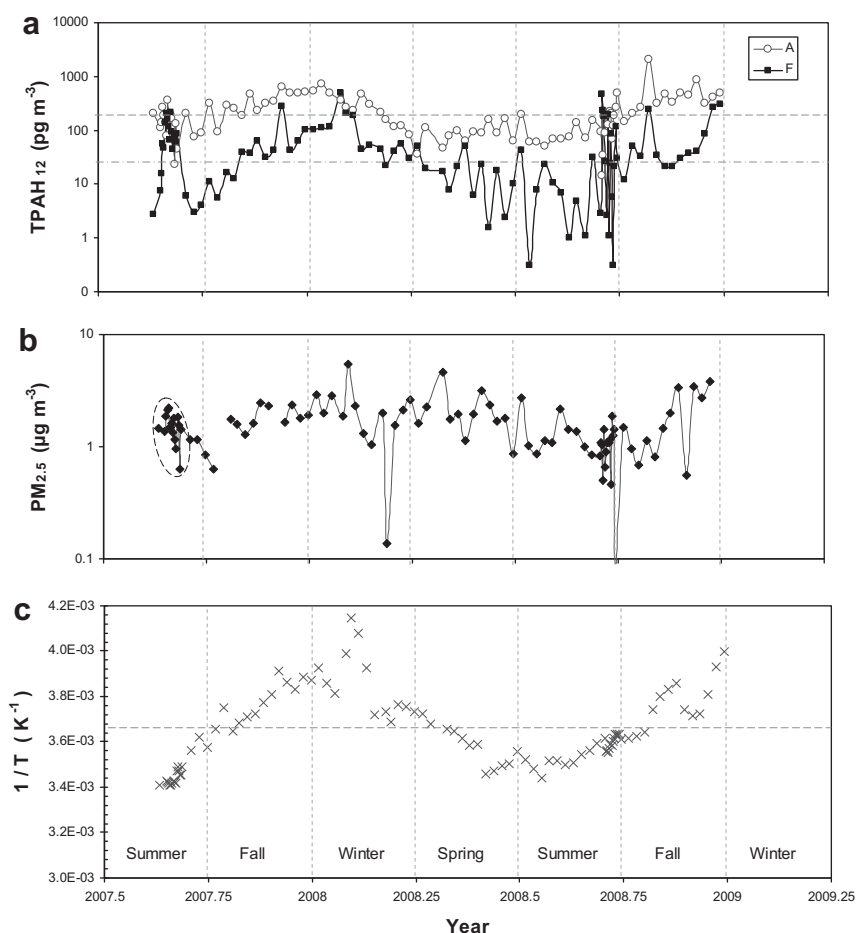 a
10000
1000
100
10
1
0
TPAH12 (pg m-3)
A
F
b
10
1
0.1
PM2.5 (µg m-3)
c
4.2E-03
4.0E-03
3.8E-03
3.6E-03
3.4E-03
3.2E-03
3.0E-03
1 / T ( K-1)
Summer Fall Winter Spring Summer Fall Winter
2007.5 2007.75 2008 2008.25 2008.5 2008.75 2009 2009.25
Year